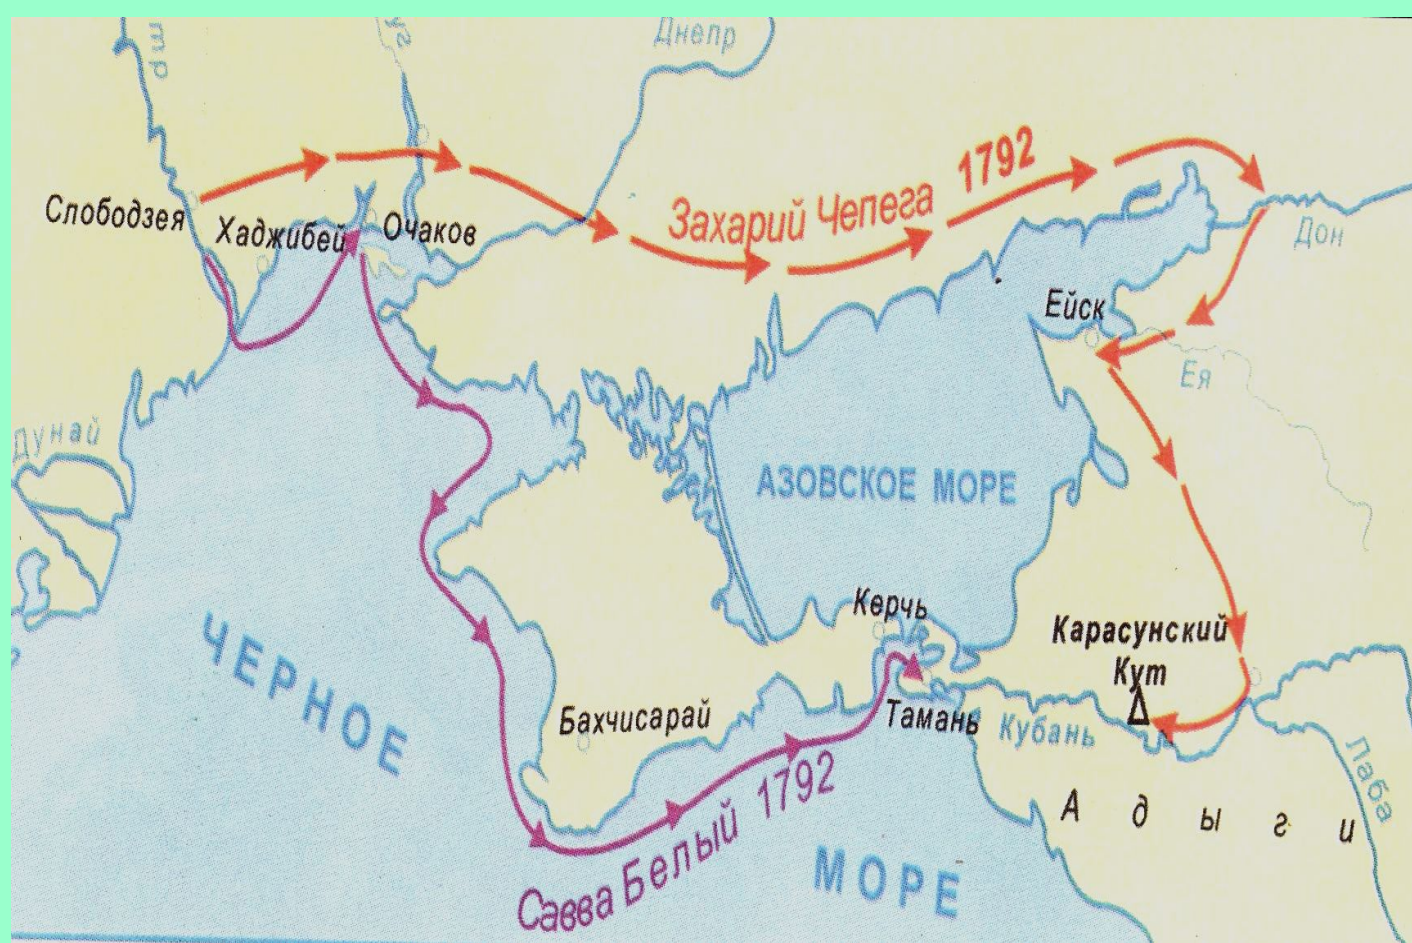 Днепр
Слободзея
Хаджибей
Очаков
Захарий Чепега 1792
Дон
Ейск
Ея
Дунай
АЗОВСКОЕ МОРЕ
Керчь
Карасунский
Кут
ЧЕРНОЕ
Бахчисарай
Тамань
Кубань
Лаба
Адыги
Савва Белый 1792
МОРЕ